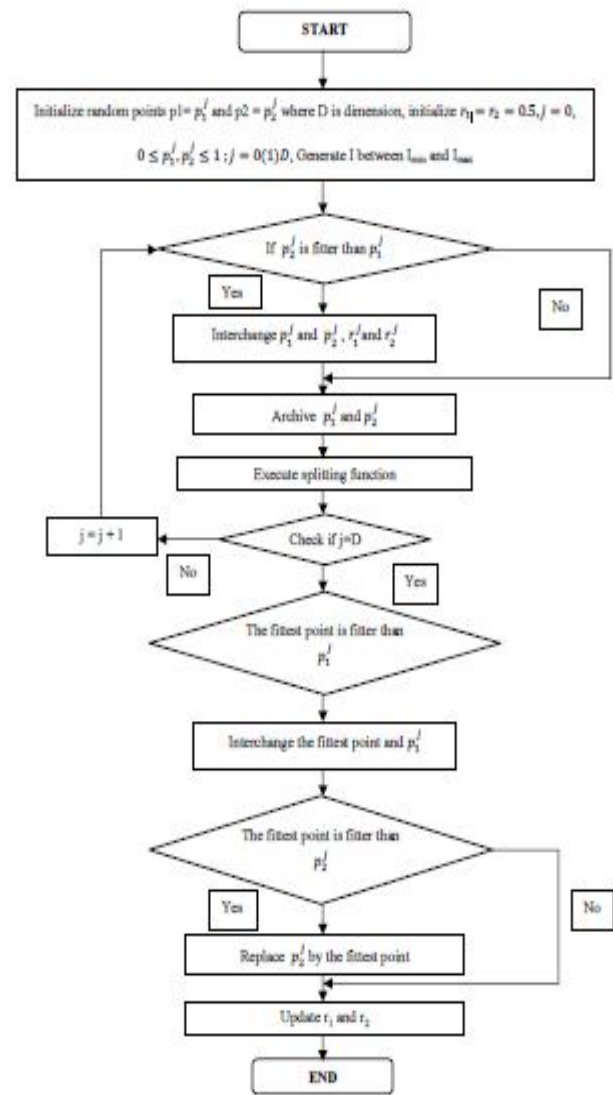 START
Initialize random points p1= p₁ʲ and p2 = p₂ʲ where D is dimension, initialize r₁ = r₂ = 0.5, j = 0,
0 ≤ p₁ʲ, p₂ʲ ≤ 1 ; j = 0(1)D, Generate I between Iₘᵢₙ and Iₘₐₓ
If p₂ʲ is fitter than p₁ʲ
Yes
No
Interchange p₁ʲ and p₂ʲ , r₁ʲ and r₂ʲ
Archive p₁ʲ and p₂ʲ
Execute splitting function
j = j + 1
Check if j=D
No
Yes
The fittest point is fitter than
p₁ʲ
Interchange the fittest point and p₁ʲ
The fittest point is fitter than
p₂ʲ
Yes
No
Replace p₂ʲ by the fittest point
Update r₁ and r₂
END